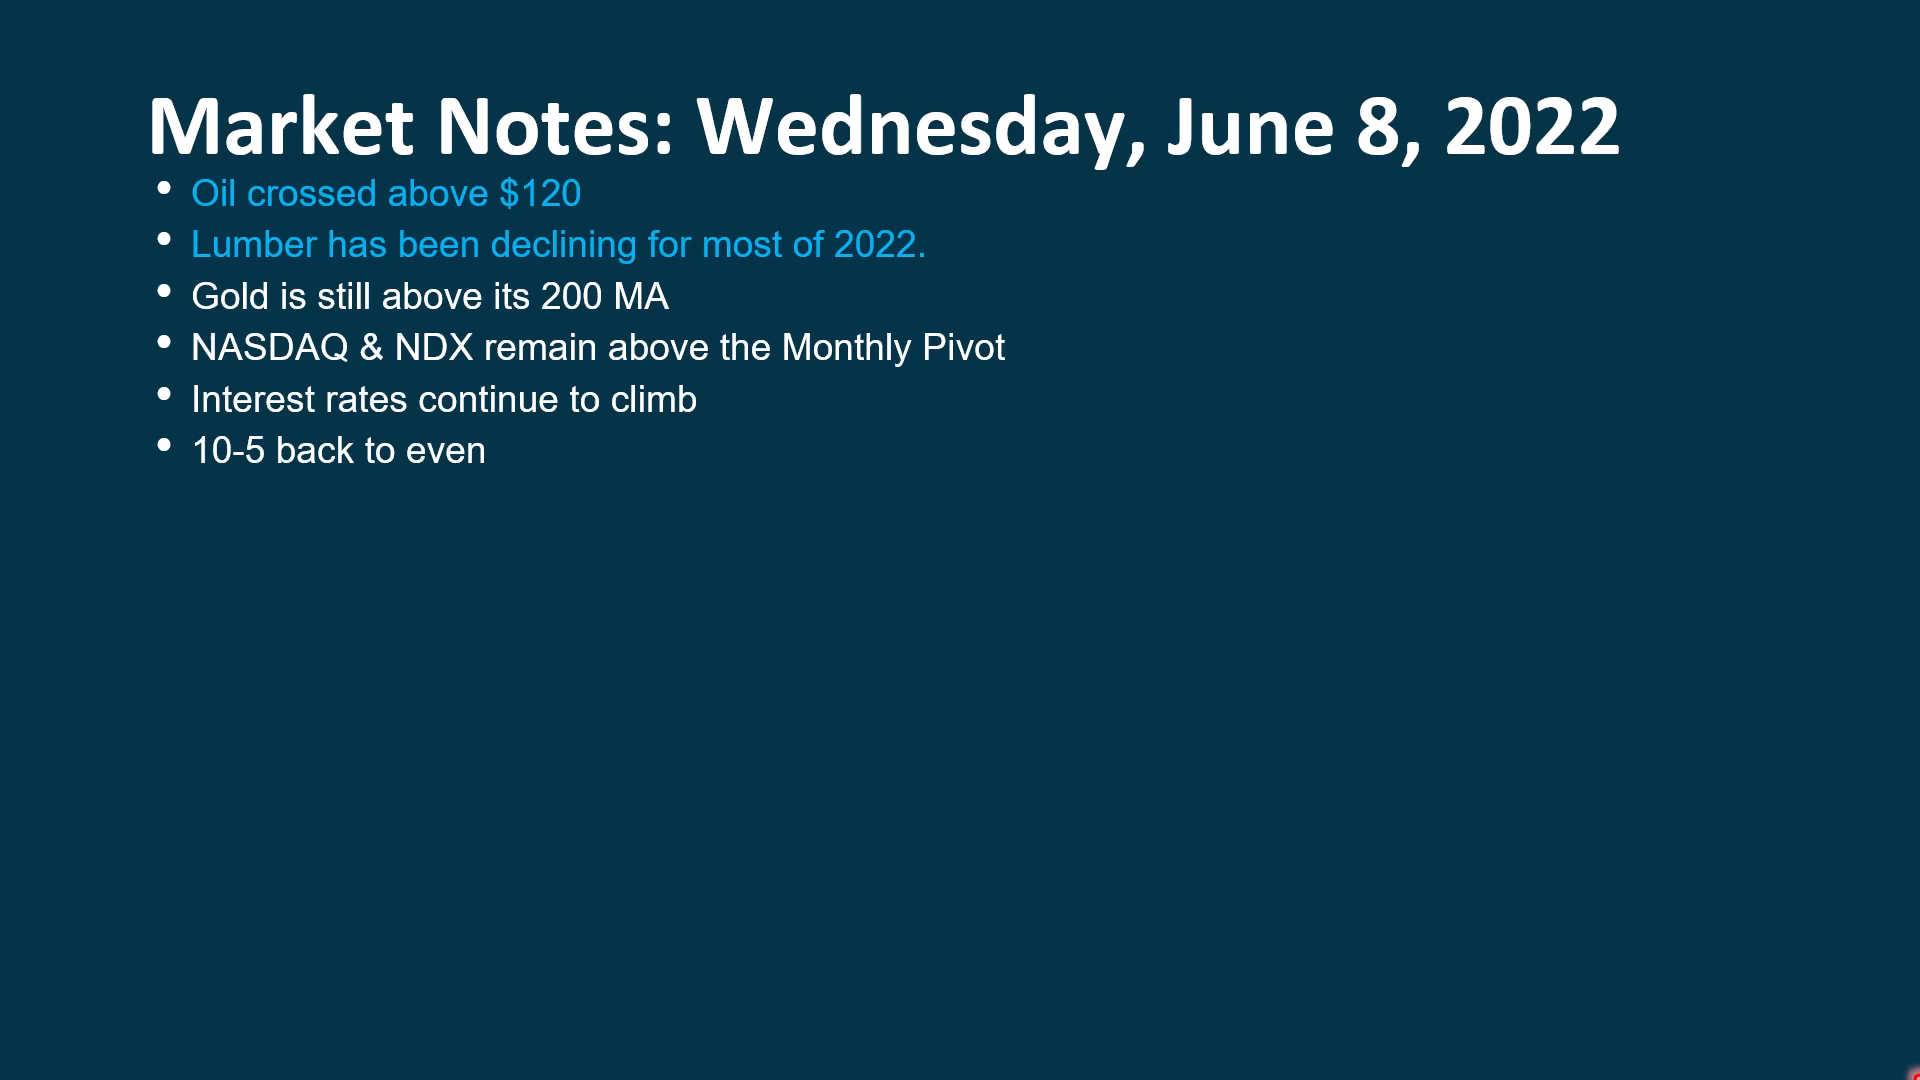 Market Notes: Wednesday, June 8, 2022
• Oil crossed above $120
• Lumber has been declining for most of 2022.
• Gold is still above its 200 MA
• NASDAQ & NDX remain above the Monthly Pivot
• Interest rates continue to climb
• 10-5 back to even